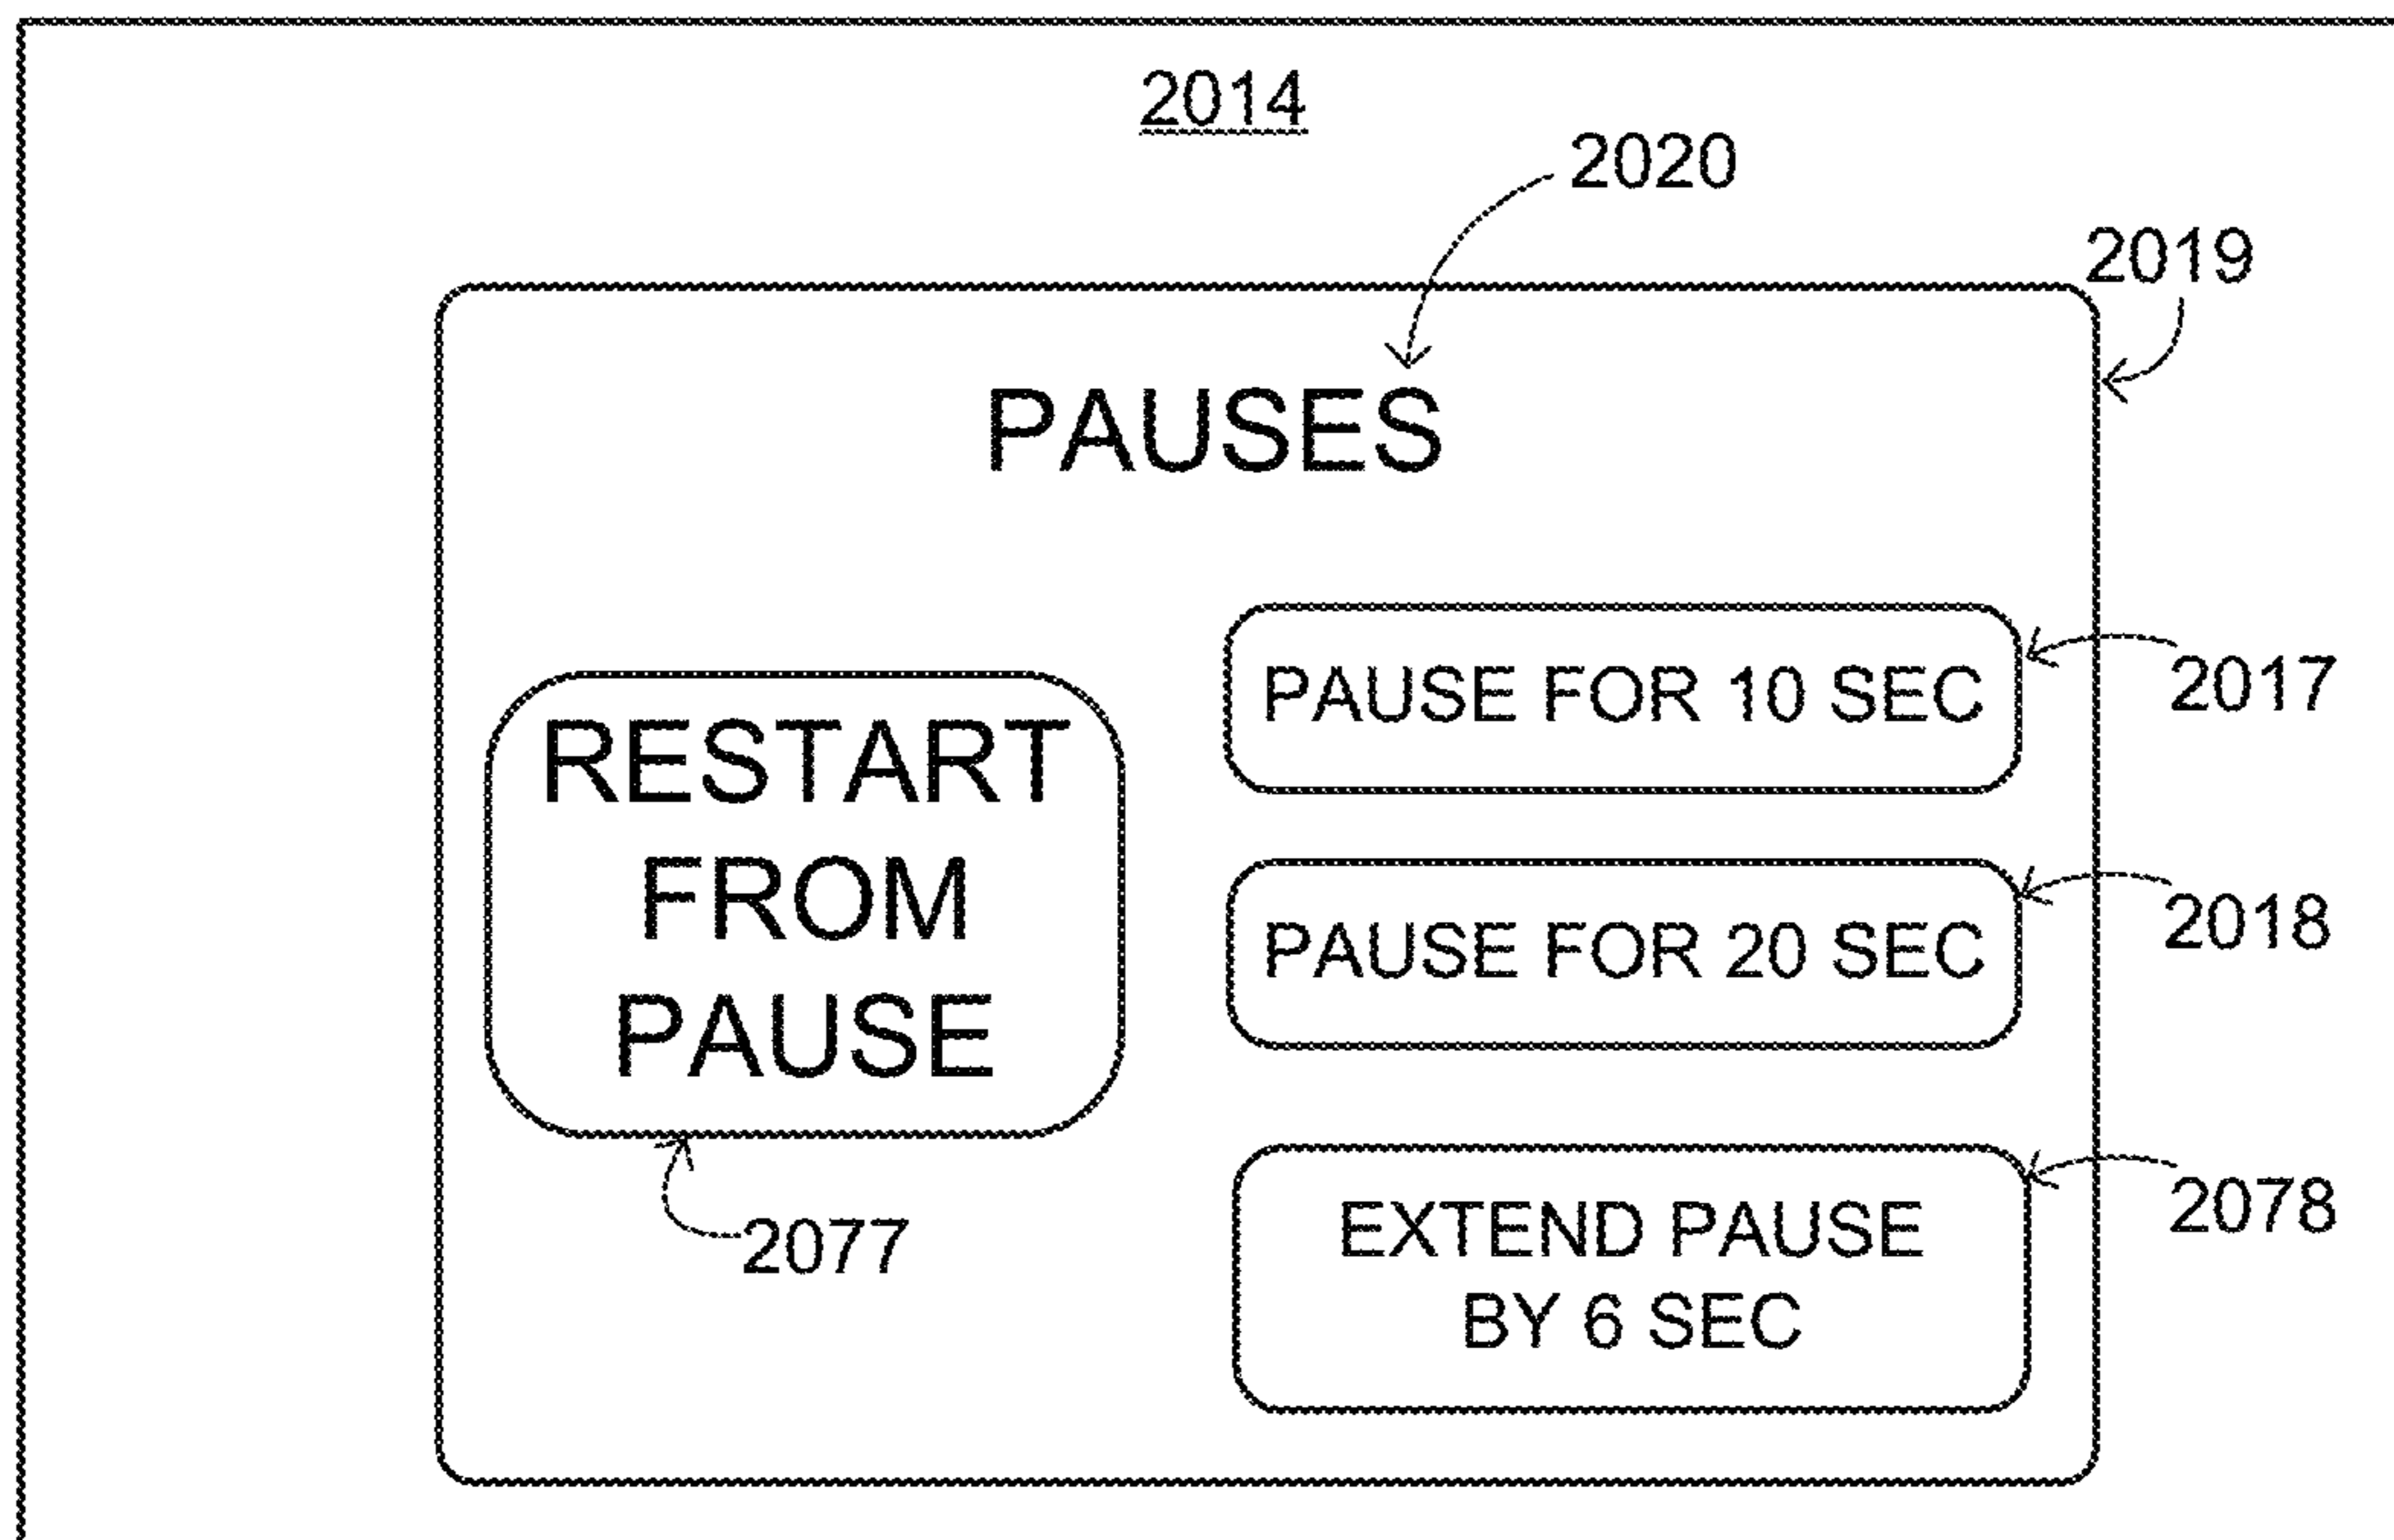 2014
2020
2019
PAUSES
PAUSE FOR 10 SEC
2017
RESTART
FROM
PAUSE
PAUSE FOR 20 SEC
2018
2077
EXTEND PAUSE
BY 6 SEC
2078